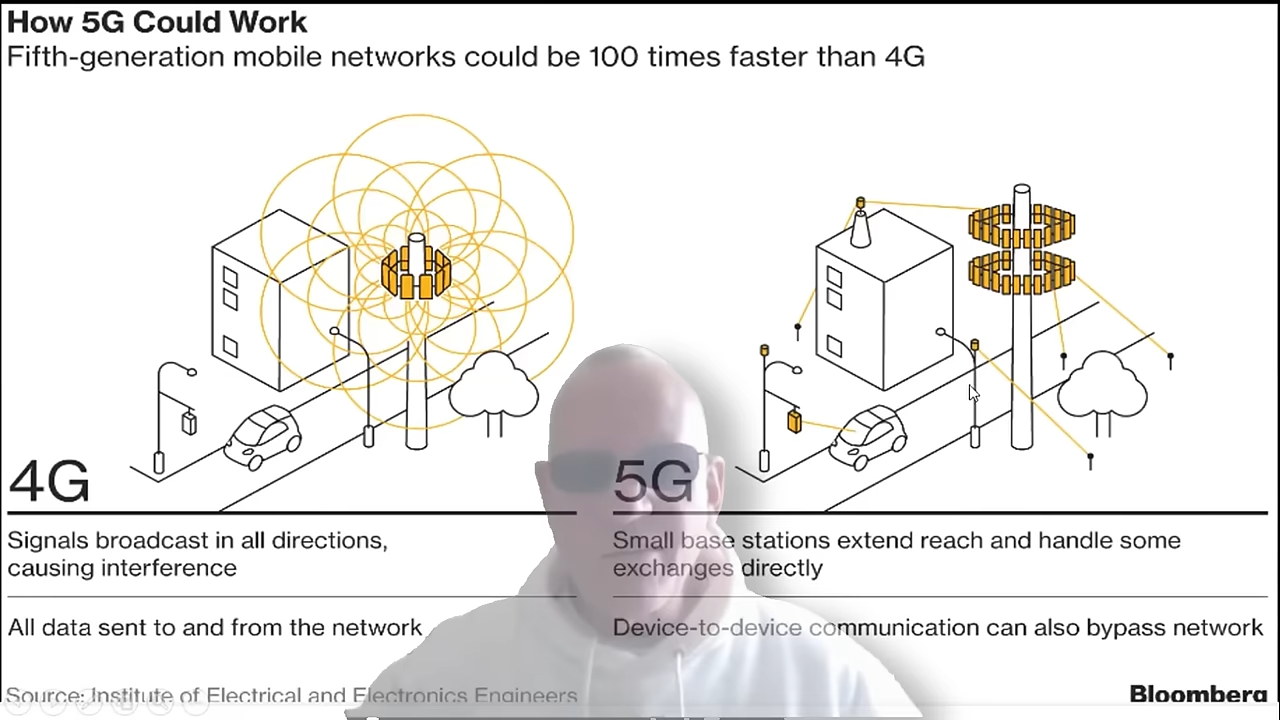 How 5G Could Work
Fifth-generation mobile networks could be 100 times faster than 4G
4G
Signals broadcast in all directions,
causing interference
All data sent to and from the network
5G
Small base stations extend reach and handle some
exchanges directly
Device-to-device communication can also bypass network
Source: Institute of Electrical and Electronics Engineers
Bloomberg